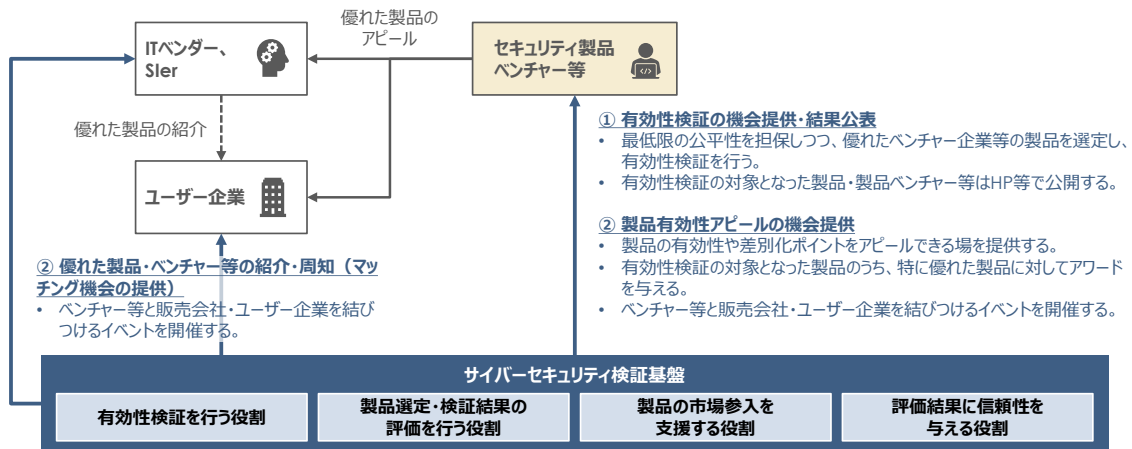 優れた製品の
アピール
ITベンダー、
SIer
セキュリティ製品
ベンチャー等
優れた製品の紹介
ユーザー企業
① 有効性検証の機会提供・結果公表
• 最低限の公平性を担保しつつ、優れたベンチャー企業等の製品を選定し、
有効性検証を行う。
• 有効性検証の対象となった製品・製品ベンチャー等はHP等で公開する。
② 製品有効性アピールの機会提供
• 製品の有効性や差別化ポイントをアピールできる場を提供する。
• 有効性検証の対象となった製品のうち、特に優れた製品に対してアワード
を与える。
• ベンチャー等と販売会社・ユーザー企業を結びつけるイベントを開催する。
② 優れた製品・ベンチャー等の紹介・周知（マッ
チング機会の提供）
• ベンチャー等と販売会社・ユーザー企業を結び
つけるイベントを開催する。
サイバーセキュリティ検証基盤
有効性検証を行う役割
製品選定・検証結果の
評価を行う役割
製品の市場参入を
支援する役割
評価結果に信頼性を
与える役割